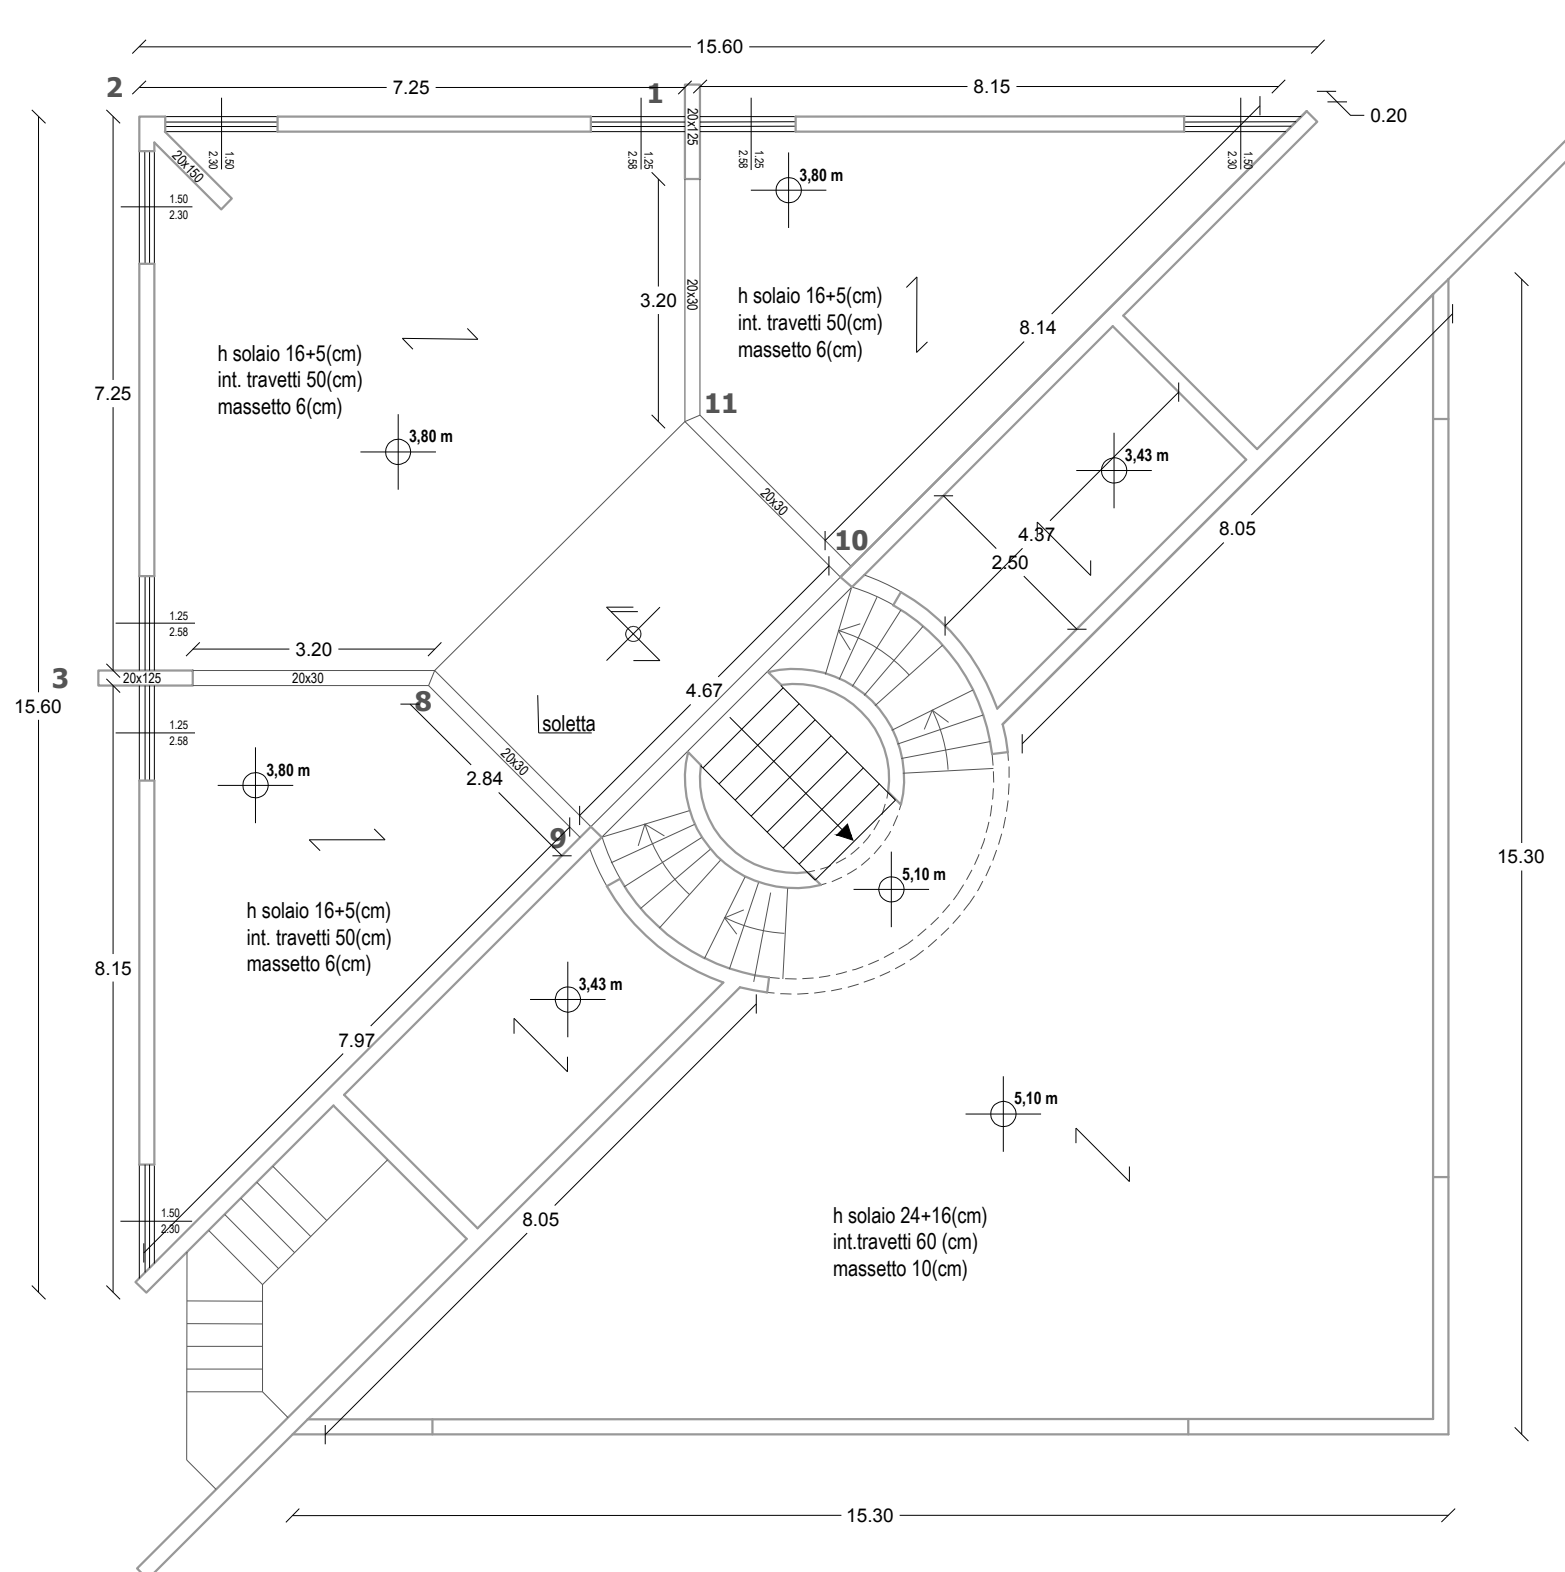 15.60
2
7.25
1
8.15
0.20
20x125
20x150
1.50
2.30
1.25
2.58
1.25
2.58
1.50
2.30
3,80 m
1.50
2.30
3.20
20x30
h solaio 16+5(cm)
int. travetti 50(cm)
massetto 6(cm)
8.14
h solaio 16+5(cm)
int. travetti 50(cm)
massetto 6(cm)
7.25
11
3,80 m
3,43 m
20x30
10
4.37
2.50
8.05
1.25
2.58
3.20
3
20x125
20x30
15.60
8
4.67
soletta
1.25
2.58
20x30
2.84
3,80 m
9
15.30
5,10 m
h solaio 16+5(cm)
int. travetti 50(cm)
massetto 6(cm)
8.15
3,43 m
7.97
5,10 m
1.50
2.30
8.05
h solaio 24+16(cm)
int.travetti 60 (cm)
massetto 10(cm)
15.30